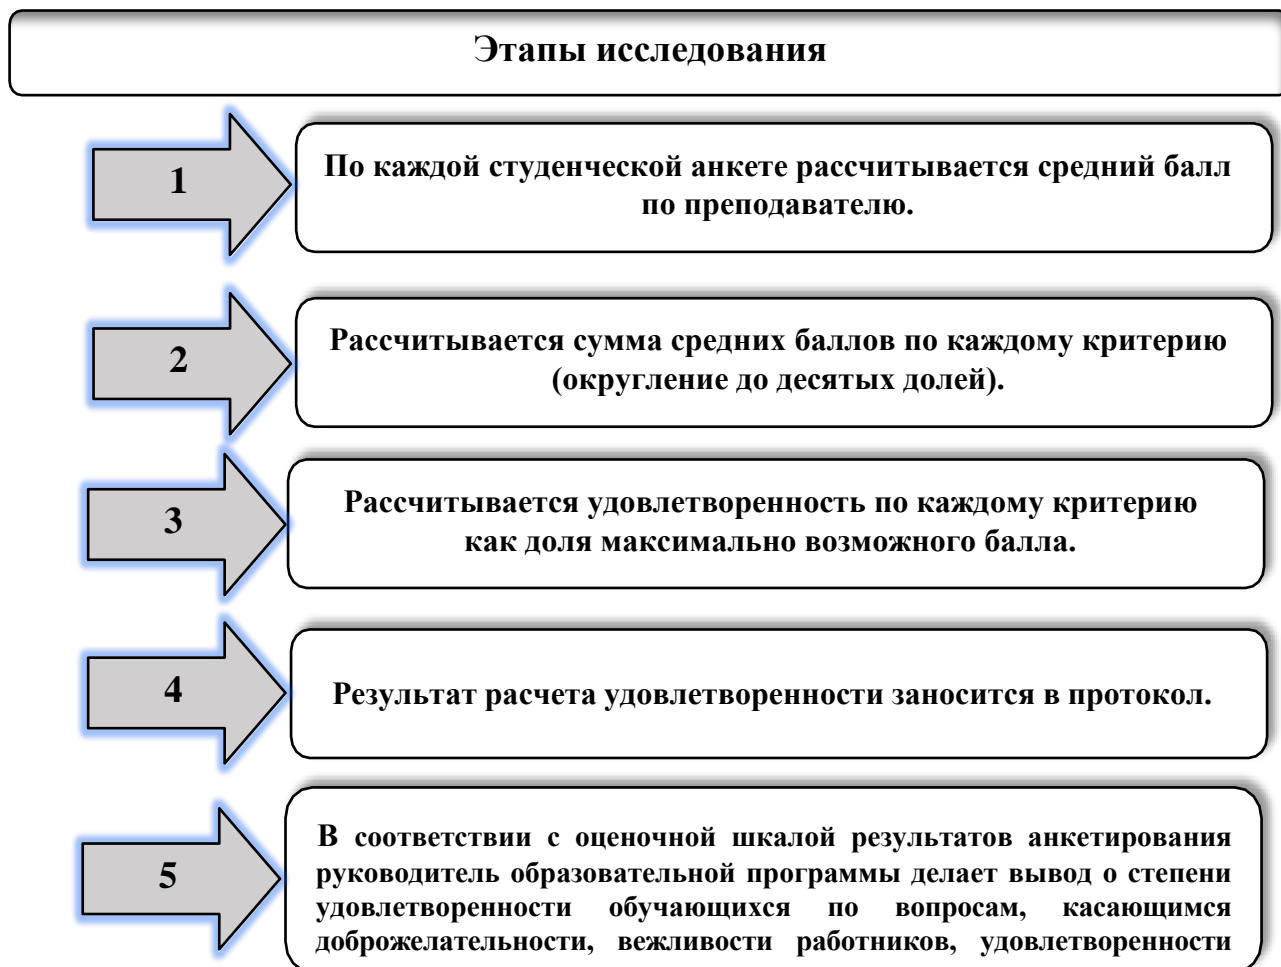 Этапы исследования
1
По каждой студенческой анкете рассчитывается средний балл
по преподавателю.
2
Рассчитывается сумма средних баллов по каждому критерию
(округление до десятых долей).
3
Рассчитывается удовлетворенность по каждому критерию
как доля максимально возможного балла.
4
Результат расчета удовлетворенности заносится в протокол.
5
В соответствии с оценочной шкалой результатов анкетирования
руководитель образовательной программы делает вывод о степени
удовлетворенности обучающихся по вопросам, касающимся
доброжелательности, вежливости работников, удовлетворенности